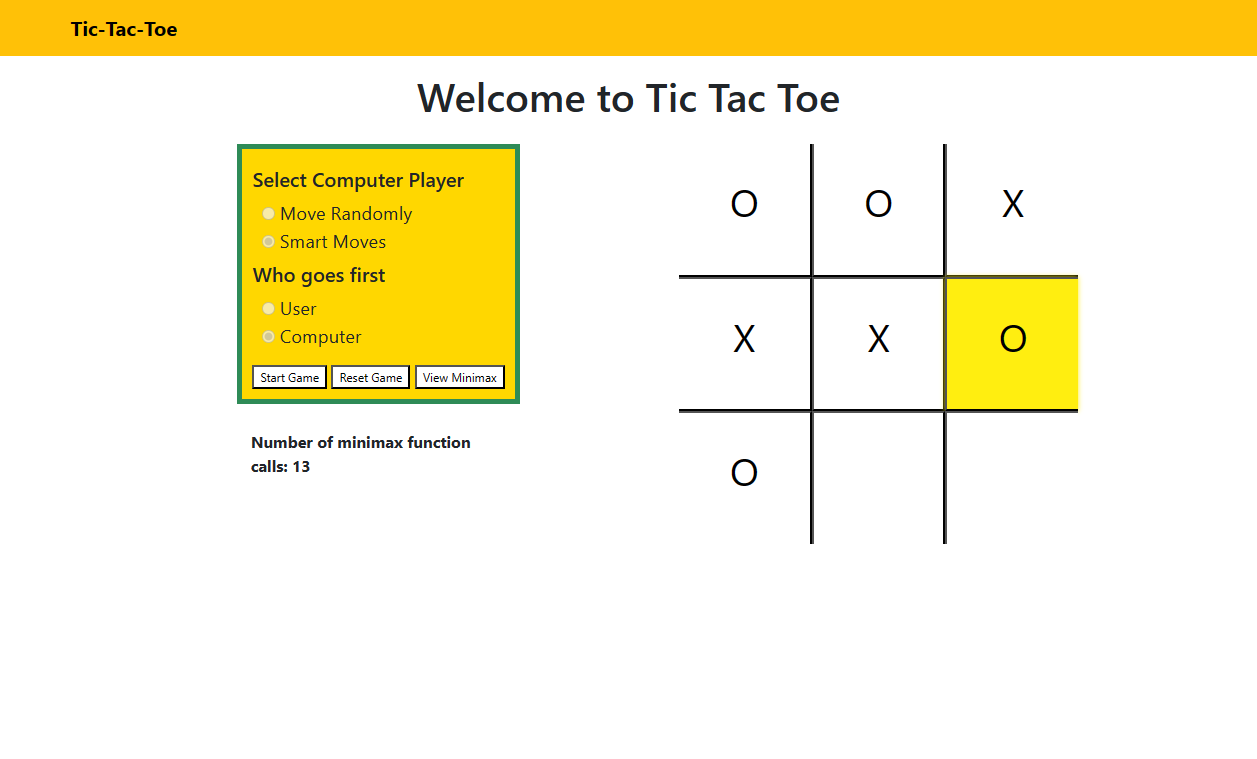 Tic-Tac-Toe
Welcome to Tic Tac Toe
Select Computer Player
Move Randomly
Smart Moves
Who goes first
User
Computer
Start Game Reset Game View Minimax
Number of minimax function
calls: 13
O O X
X X O
O